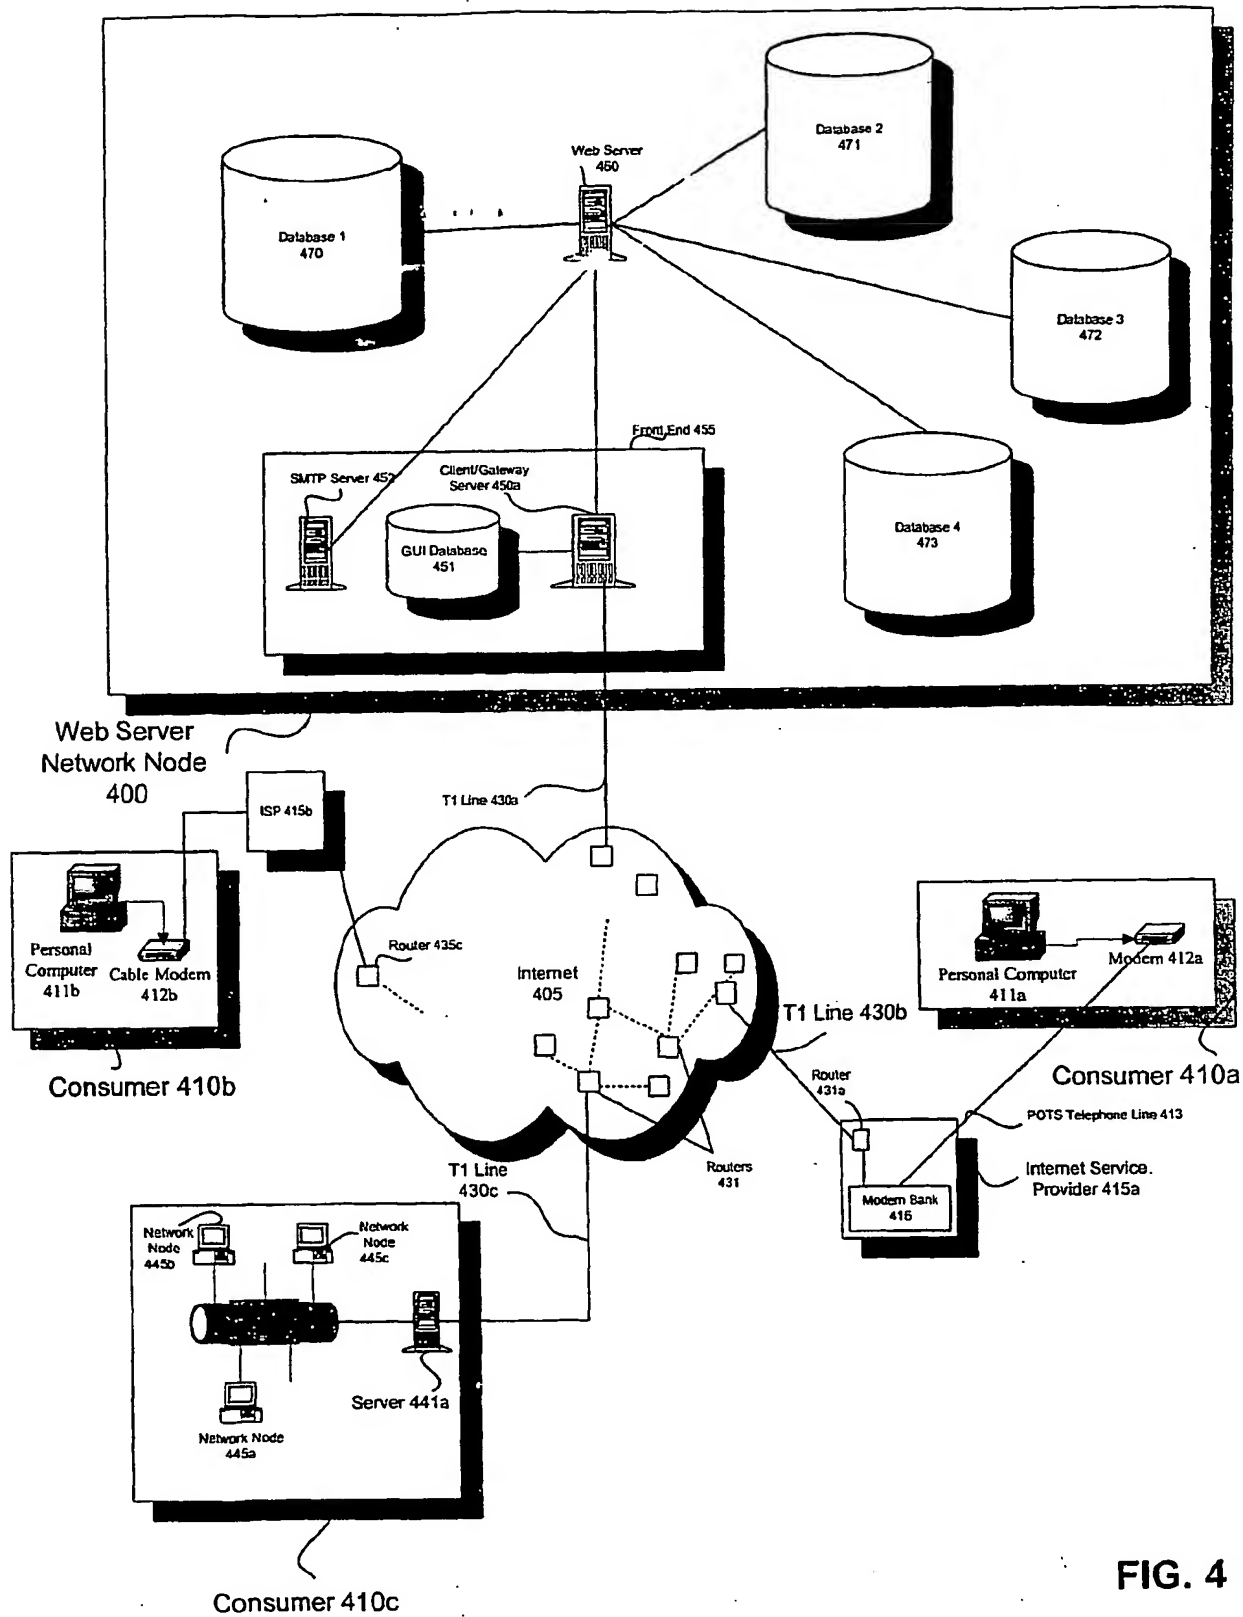 Database 2
471
Web Server
460
Database 1
470
Database 3
472
Front End 455
SMTP Server 452
Client/Gateway
Server 450a
GUI Database
451
Database 4
473
Web Server
Network Node
400
ISP 415b
T1 Line 430a
Personal
Computer
411b
Cable Modem
412b
Consumer 410b
Router 435c
Internet
405
Personal Computer
411a
Modem 412a
T1 Line 430b
Consumer 410a
Router
431a
POTS Telephone Line 413
Internet Service.
Provider 415a
Modem Bank
416
Routers
431
T1 Line
430c
Network
Node
445b
Network
Node
445c
Server 441a
Network Node
445a
Consumer 410c
FIG. 4